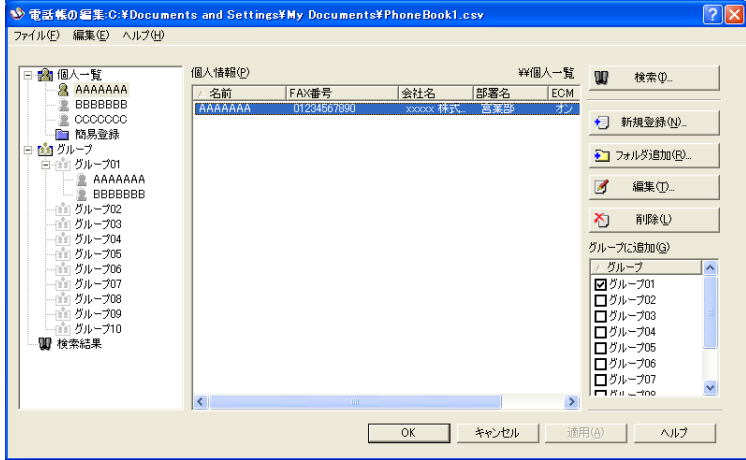 電話帳の編集:C:¥Documents and Settings¥My Documents¥PhoneBook1.csv
ファイル(F) 編集(E) ヘルプ(H)
個人一覧
AAAAAAA
BBBBBBB
CCCCCCC
簡易登録
グループ
グループ01
AAAAAAA
BBBBBBB
グループ02
グループ03
グループ04
グループ05
グループ06
グループ07
グループ08
グループ09
グループ10
検索結果
個人情報(P) ¥¥個人一覧
名前 FAX番号 会社名 部署名 ECM
AAAAAAA 01234567890 xxxxx 株式... 営業部 オン
検索(I)...
新規登録(N)...
フォルダ追加(R)...
編集(T)...
削除(L)
グループに追加(G)
グループ
グループ01
グループ02
グループ03
グループ04
グループ05
グループ06
グループ07
グループ08
OK キャンセル 適用(A) ヘルプ